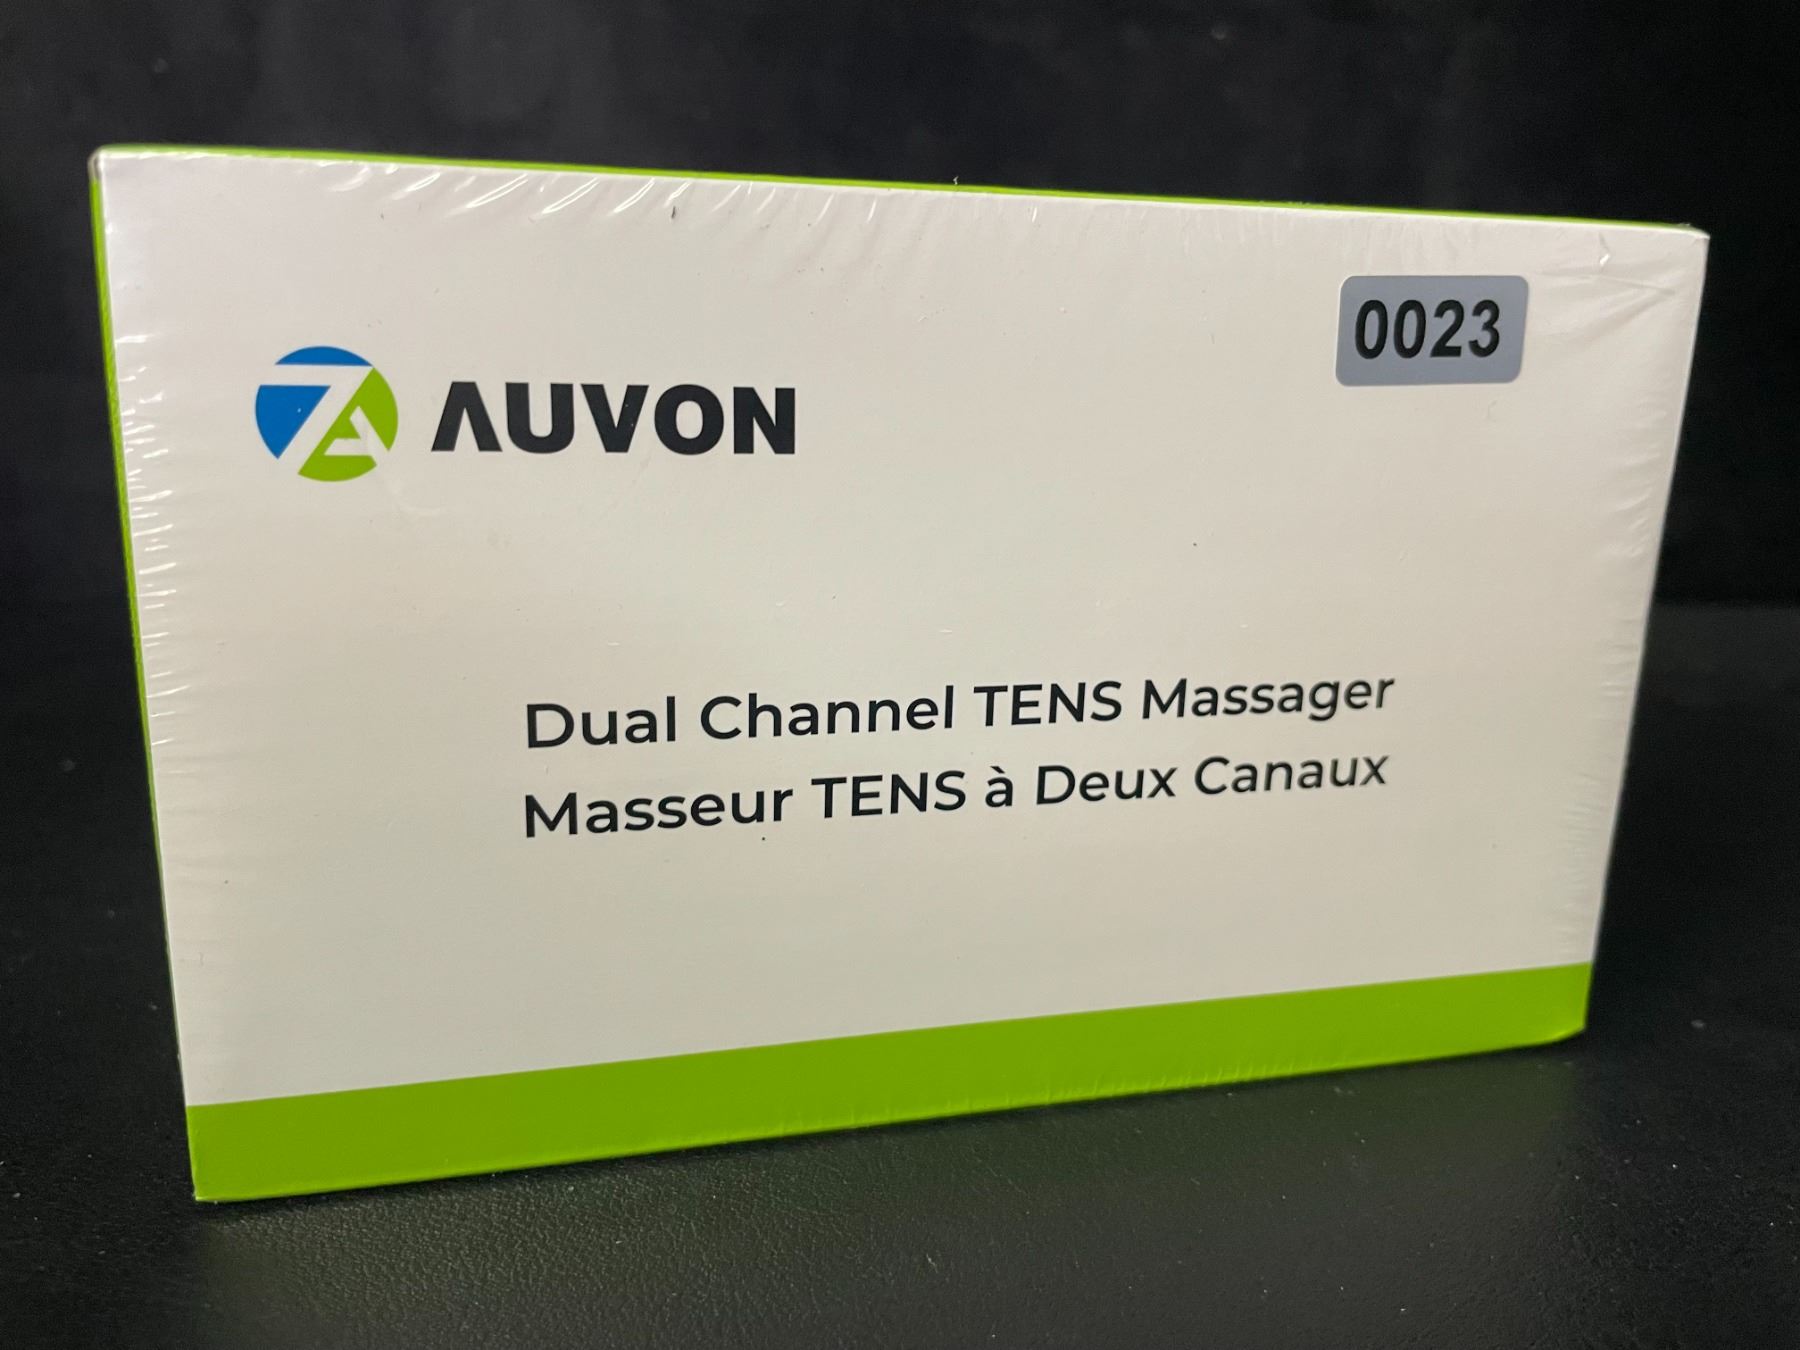 0023
AUVON
Dual Channel TENS Massager
Masseur TENS à Deux Canaux